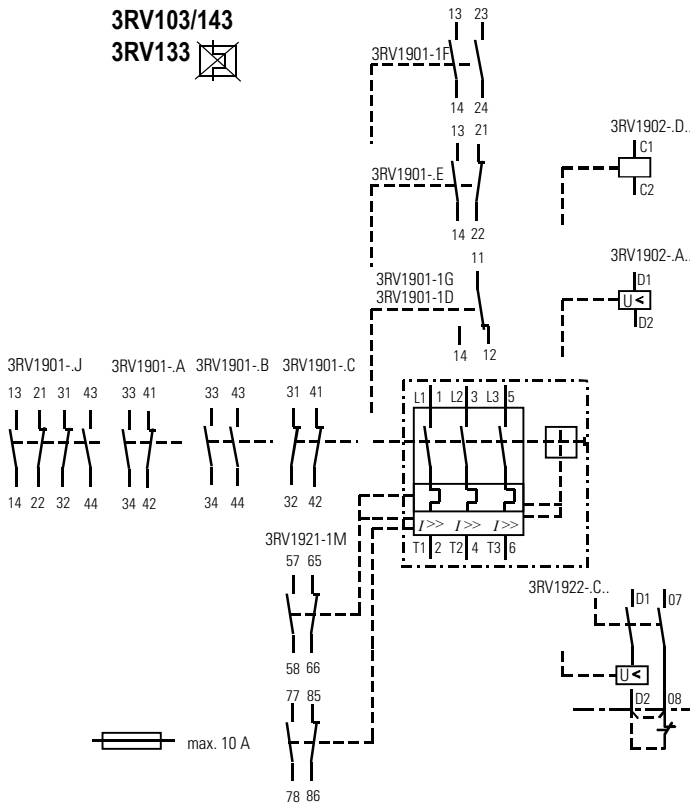 3RV103/143
3RV133
13 23
3RV1901-1F
14 24
13 21
3RV1901-.E
14 22
11
3RV1901-1G
3RV1901-1D
14 12
3RV1902-.D..
C1
C2
3RV1902-.A..
D1
U<
D2
3RV1901-.J
13 21 31 43
14 22 32 44
3RV1901-.A
33 41
34 42
3RV1901-.B
33 43
34 44
3RV1901-.C
31 41
32 42
L1 1 L2 3 L3 5
I>> I>> I>>
T1 2 T2 4 T3 6
3RV1921-1M
57 65
58 66
77 85
78 86
max. 10 A
3RV1922-.C..
D1 07
U<
D2 08